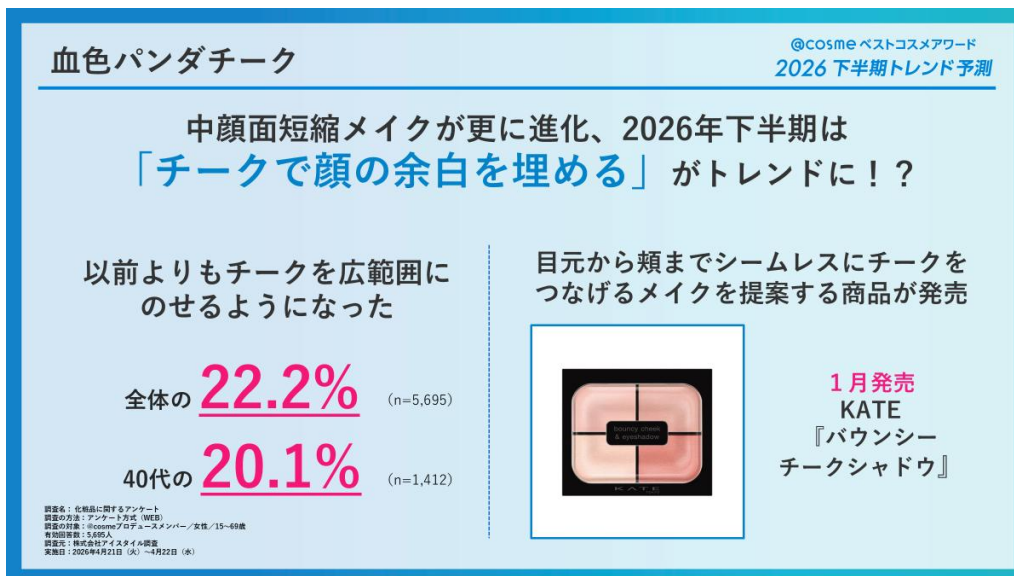 血色パンダチーク
@cosme ベストコスメアワード
2026 下半期トレンド予測
中顔面短縮メイクが更に進化、2026年下半期は
「チークで顔の余白を埋める」がトレンドに！？
以前よりもチークを広範囲に
のせるようになった
全体の 22.2% (n=5,695)
40代の 20.1% (n=1,412)
調査名：化粧品に関するアンケート
調査の方法：アンケート方式（WEB）
調査の対象：@cosmeプロデュースメンバー／女性／15~69歳
有効回答数：5,695人
調査元：株式会社アイスタイル調査
実施日：2026年4月21日（火）~4月22日（水）
目元から頬までシームレスにチークを
つなげるメイクを提案する商品が発売
bouncy cheek
& eyeshadow
KATE
１月発売
KATE
『バウンシー
チークシャドウ』